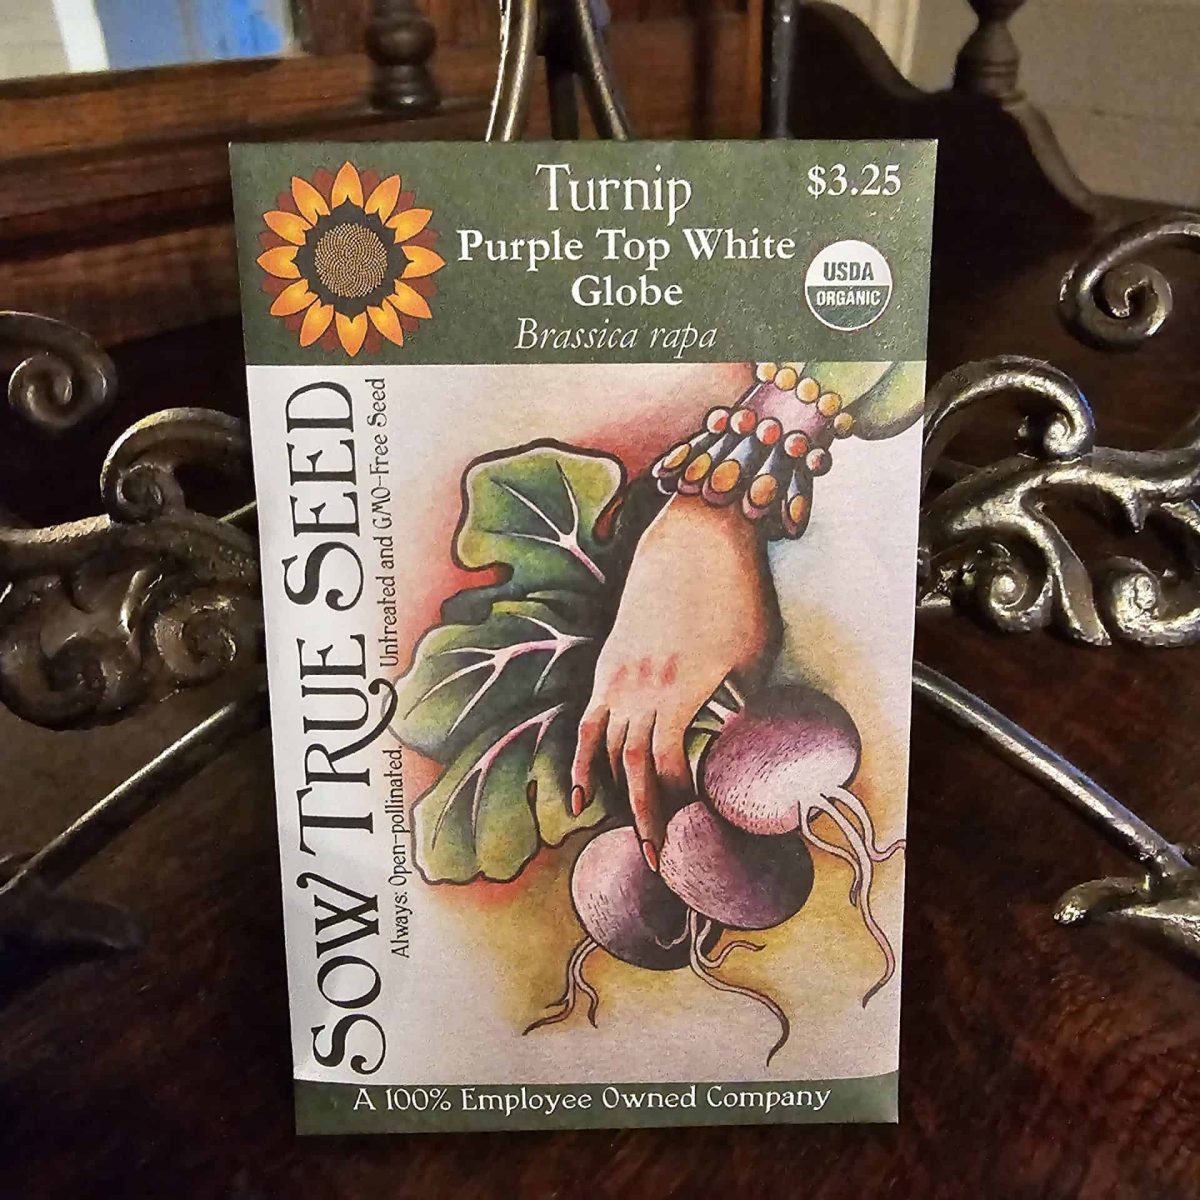 Turnip
$3.25
Purple Top White
Globe
Brassica rapa
USDA
ORGANIC
SOW TRUE SEED
Always: Open-pollinated, Untreated and GMO-Free Seed
A 100% Employee Owned Company